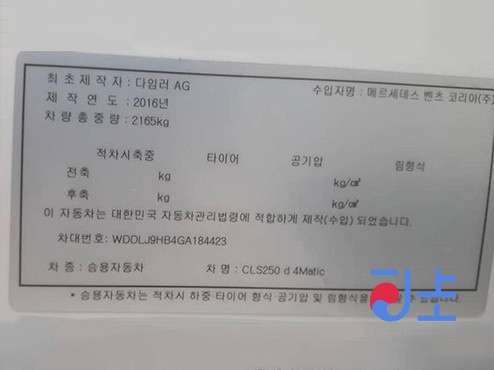 최초제작자 : 다임러 AG 수입자명 : 메르세데스 벤츠 코리아(주)
제작연도 : 2016년
차량총중량 : 2165kg
적차시축중 타이어 공기압 림형식
전축 kg kg/㎠
후축 kg kg/㎠
이 자동차는 대한민국 자동차관리법령에 적합하게 제작(수입) 되었습니다.
차대번호: WDDLJ9HB4GA184423
차종 : 승용자동차 차명 : CLS250 d 4Matic
* 승용자동차는 적차시 하중·타이어 형식·공기압 및 림형식을 수 있습니다.